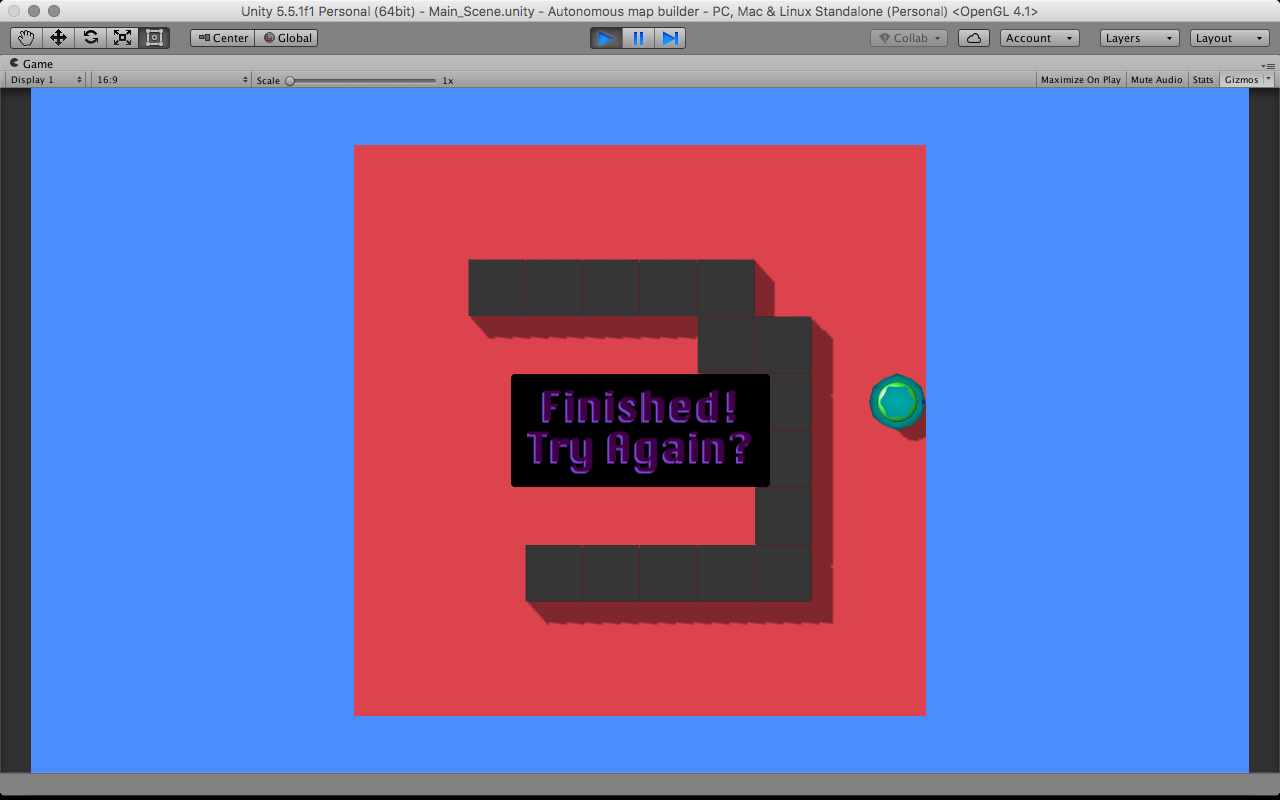 Unity 5.5.1f1 Personal (64bit) - Main_Scene.unity - Autonomous map builder - PC, Mac & Linux Standalone (Personal) <OpenGL 4.1>
Center Global Collab Account Layers Layout
Game
Display 1 16:9 Scale 1x Maximize On Play Mute Audio Stats Gizmos
Finished!
Try Again?